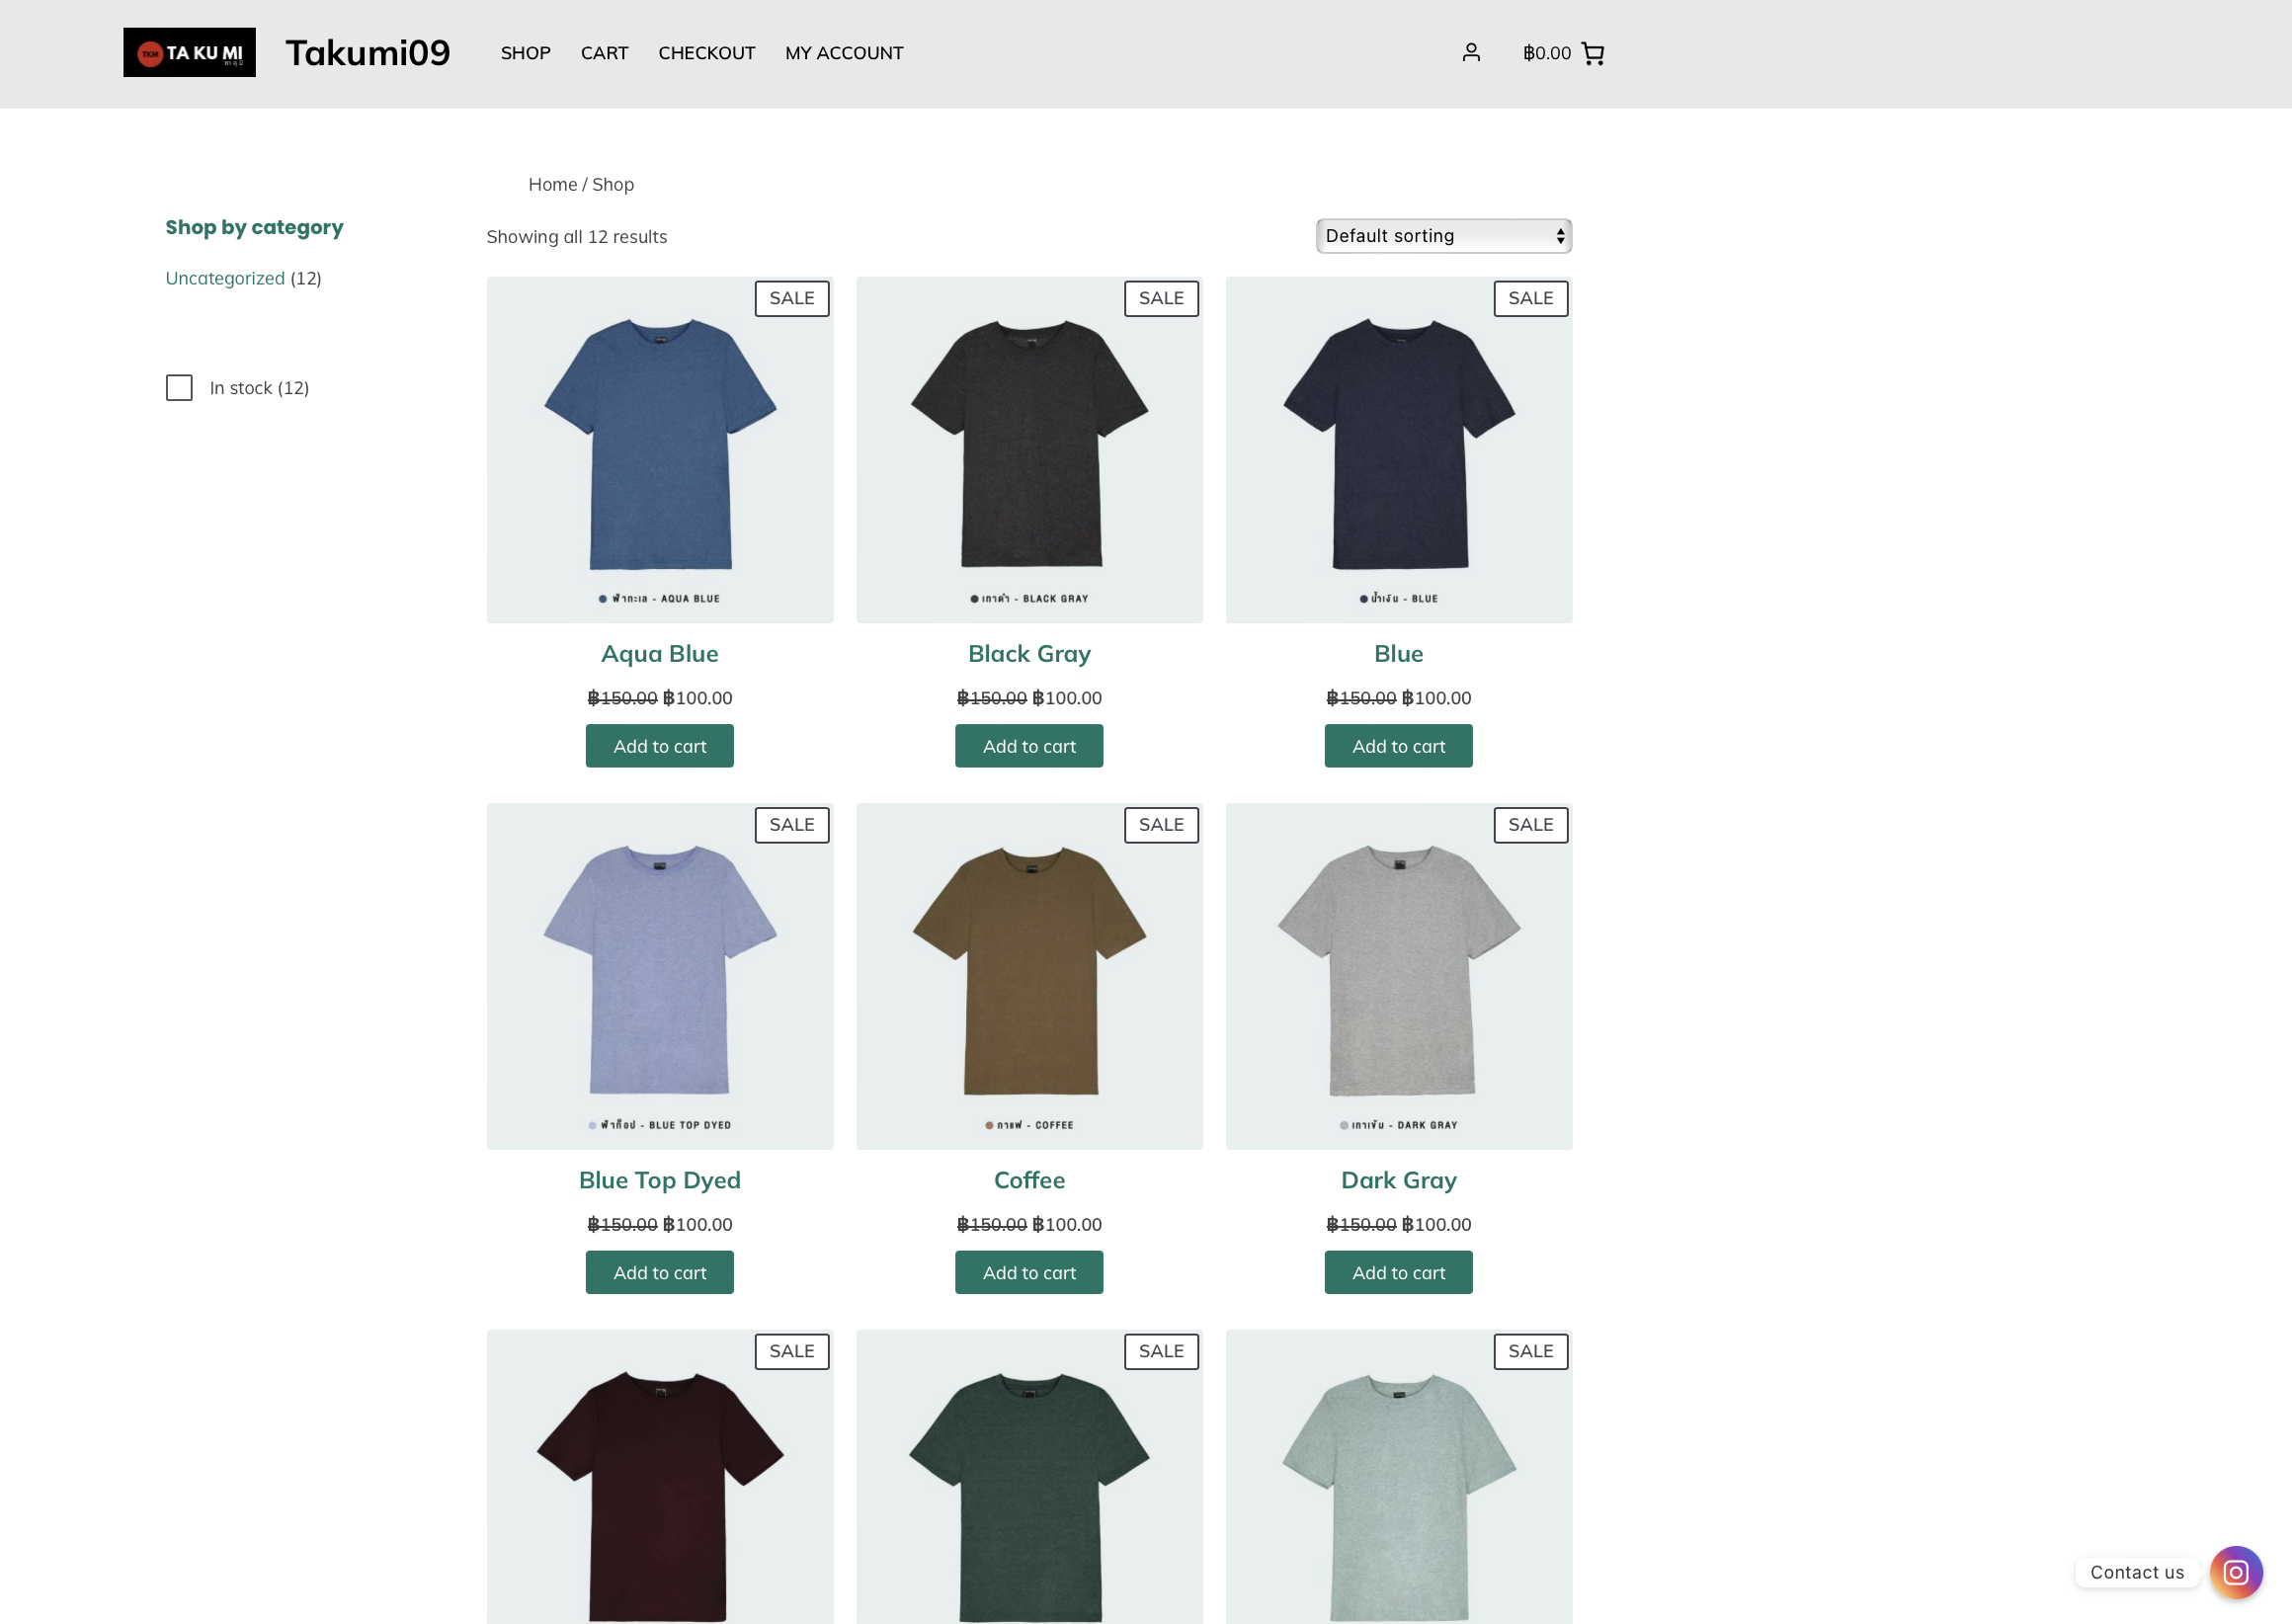 TKM TA KU MI
ทาคุมิ
Takumi09
SHOP CART CHECKOUT MY ACCOUNT
฿0.00
Home / Shop
Shop by category
Showing all 12 results
Default sorting
Uncategorized (12)
In stock (12)
SALE SALE SALE
ฟ้าทะเล - AQUA BLUE
เทาดำ - BLACK GRAY
น้ำเงิน - BLUE
Aqua Blue Black Gray Blue
฿150.00 ฿100.00 ฿150.00 ฿100.00 ฿150.00 ฿100.00
Add to cart Add to cart Add to cart
SALE SALE SALE
ฟ้าท็อป - BLUE TOP DYED
กาแฟ - COFFEE
เทาเข้ม - DARK GRAY
Blue Top Dyed Coffee Dark Gray
฿150.00 ฿100.00 ฿150.00 ฿100.00 ฿150.00 ฿100.00
Add to cart Add to cart Add to cart
SALE SALE SALE
Contact us